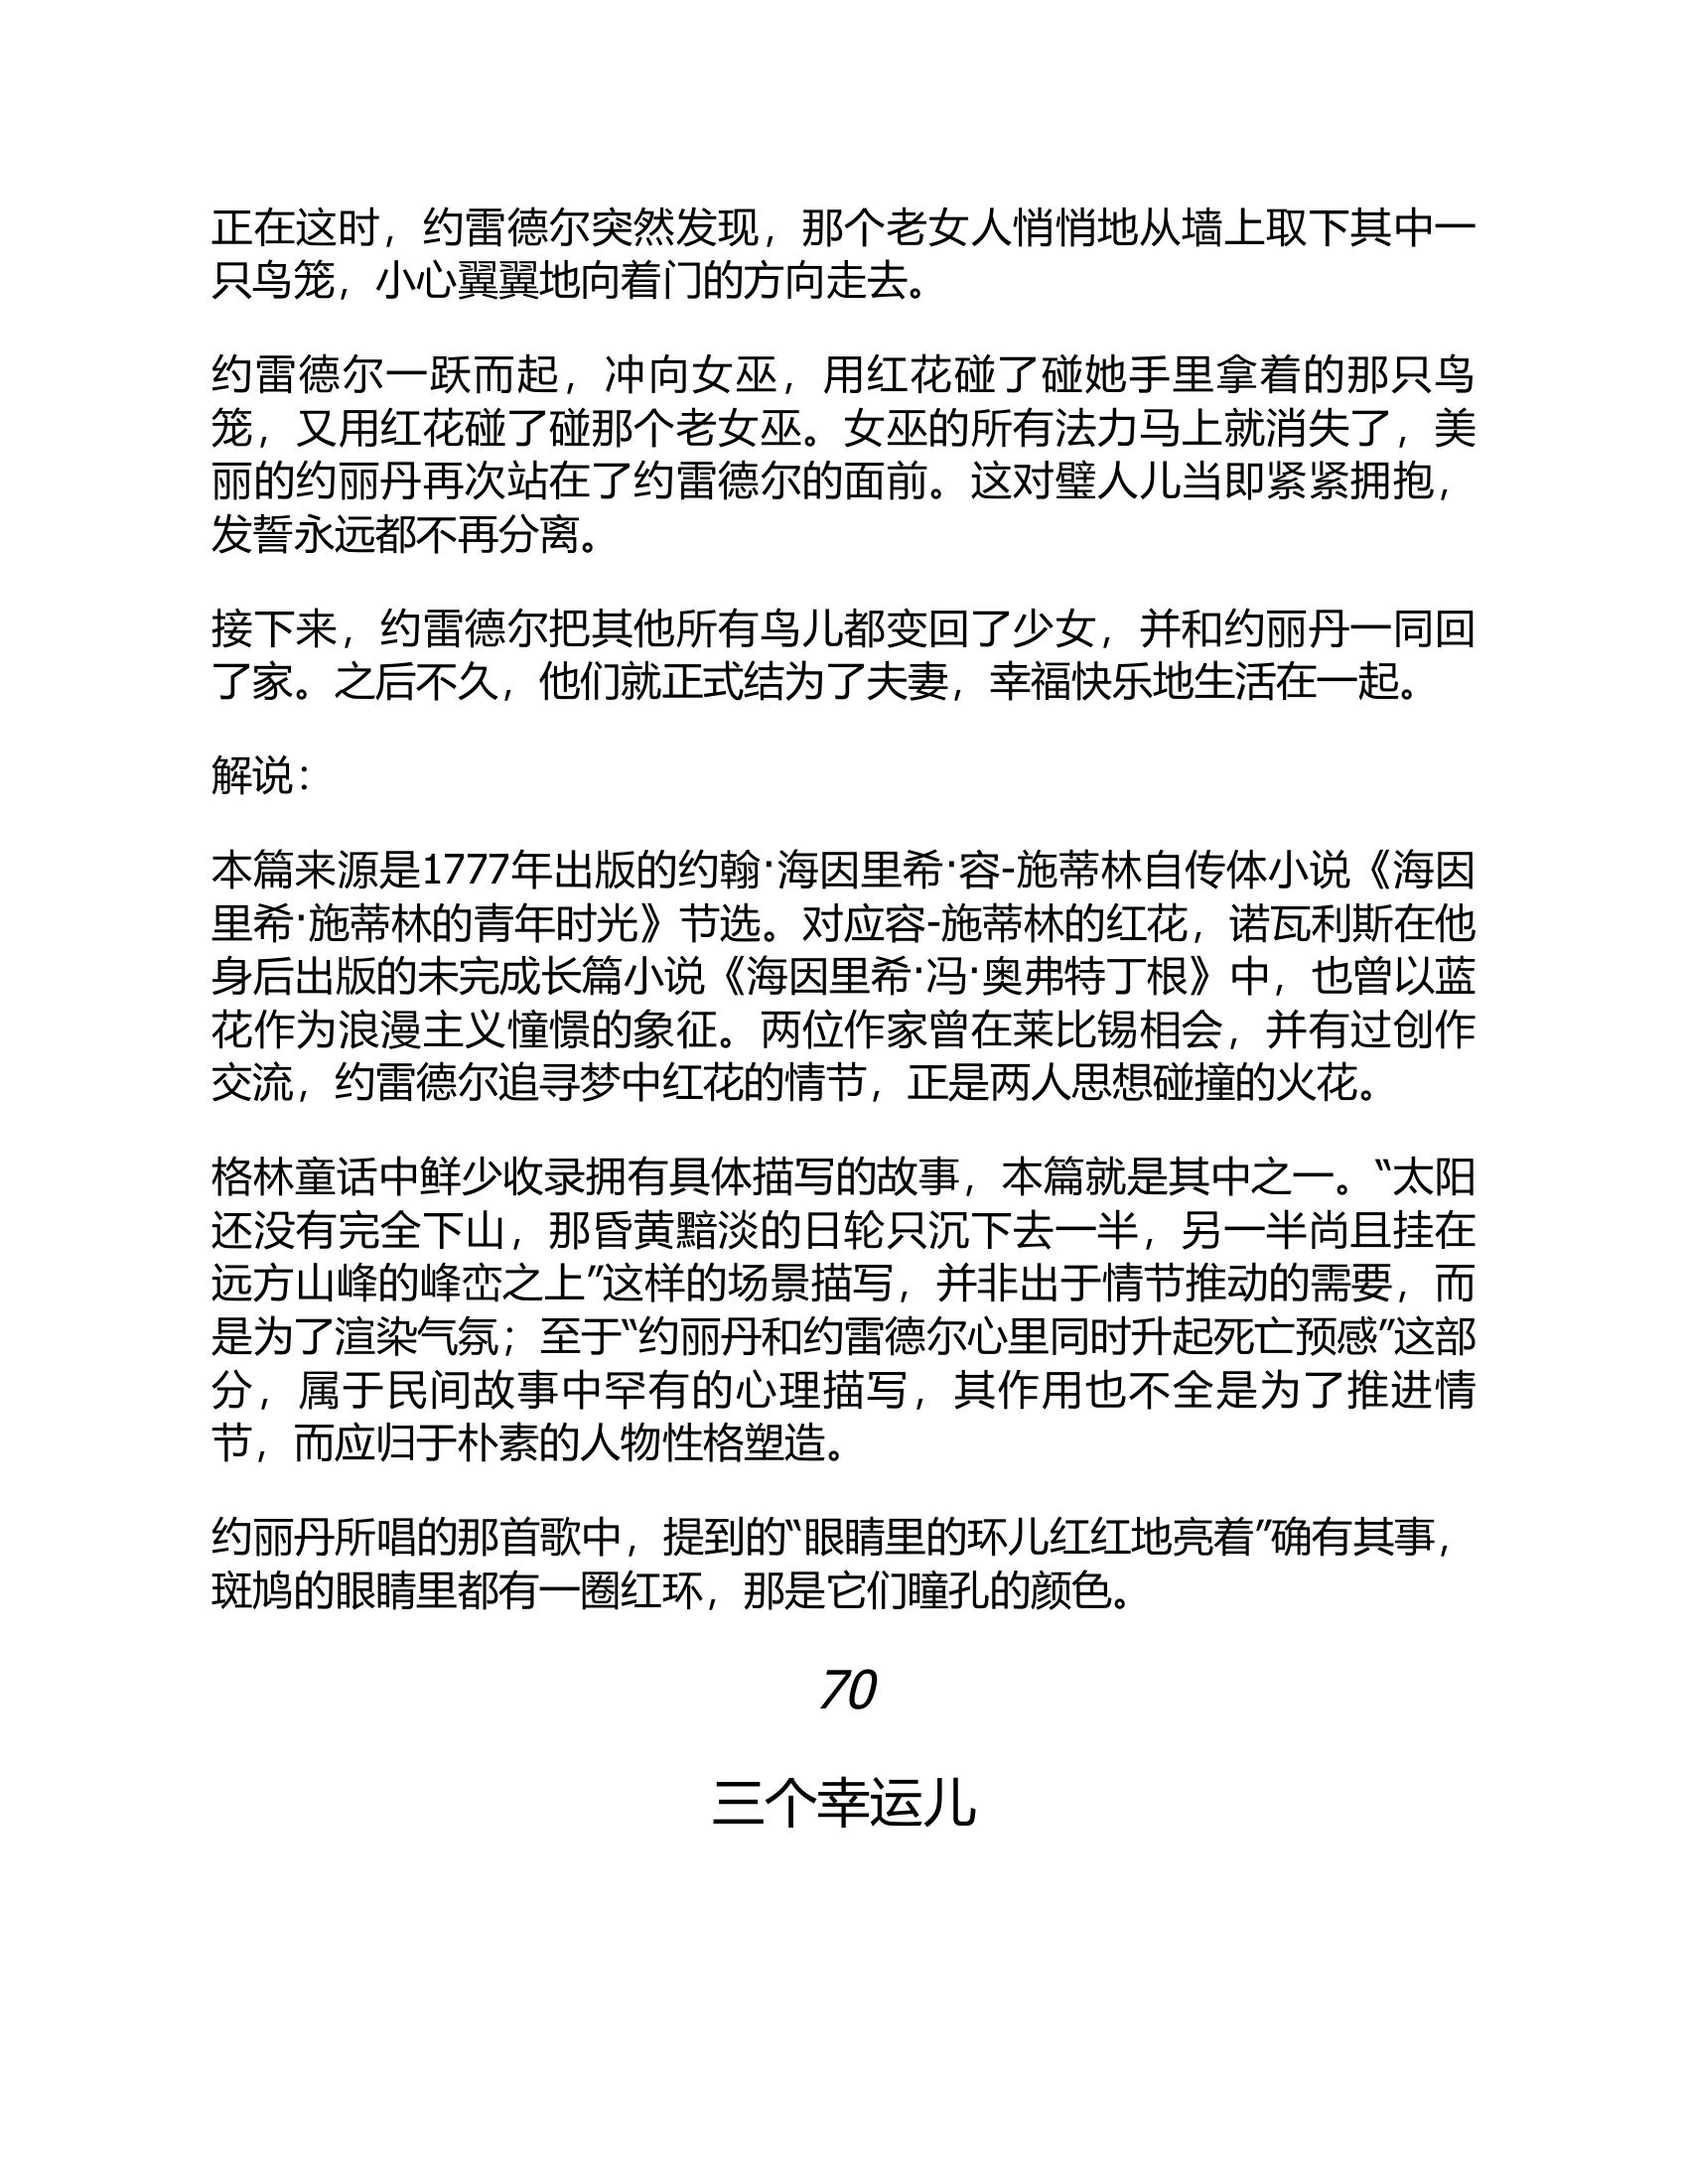 正在这时，约雷德尔突然发现，那个老女人悄悄地从墙上取下其中一
只鸟笼，小心翼翼地向着门的方向走去。
约雷德尔一跃而起，冲向女巫，用红花碰了碰她手里拿着的那只鸟
笼，又用红花碰了碰那个老女巫。女巫的所有法力马上就消失了，美
丽的约丽丹再次站在了约雷德尔的面前。这对璧人儿当即紧紧拥抱，
发誓永远都不再分离。
接下来，约雷德尔把其他所有鸟儿都变回了少女，并和约丽丹一同回
了家。之后不久，他们就正式结为了夫妻，幸福快乐地生活在一起。
解说：
本篇来源是1777年出版的约翰·海因里希·容-施蒂林自传体小说《海因
里希·施蒂林的青年时光》节选。对应容-施蒂林的红花，诺瓦利斯在他
身后出版的未完成长篇小说《海因里希·冯·奥弗特丁根》中，也曾以蓝
花作为浪漫主义憧憬的象征。两位作家曾在莱比锡相会，并有过创作
交流，约雷德尔追寻梦中红花的情节，正是两人思想碰撞的火花。
格林童话中鲜少收录拥有具体描写的故事，本篇就是其中之一。“太阳
还没有完全下山，那昏黄黯淡的日轮只沉下去一半，另一半尚且挂在
远方山峰的峰峦之上”这样的场景描写，并非出于情节推动的需要，而
是为了渲染气氛；至于“约丽丹和约雷德尔心里同时升起死亡预感”这部
分，属于民间故事中罕有的心理描写，其作用也不全是为了推进情
节，而应归于朴素的人物性格塑造。
约丽丹所唱的那首歌中，提到的“眼睛里的环儿红红地亮着”确有其事，
斑鸠的眼睛里都有一圈红环，那是它们瞳孔的颜色。
70
三个幸运儿